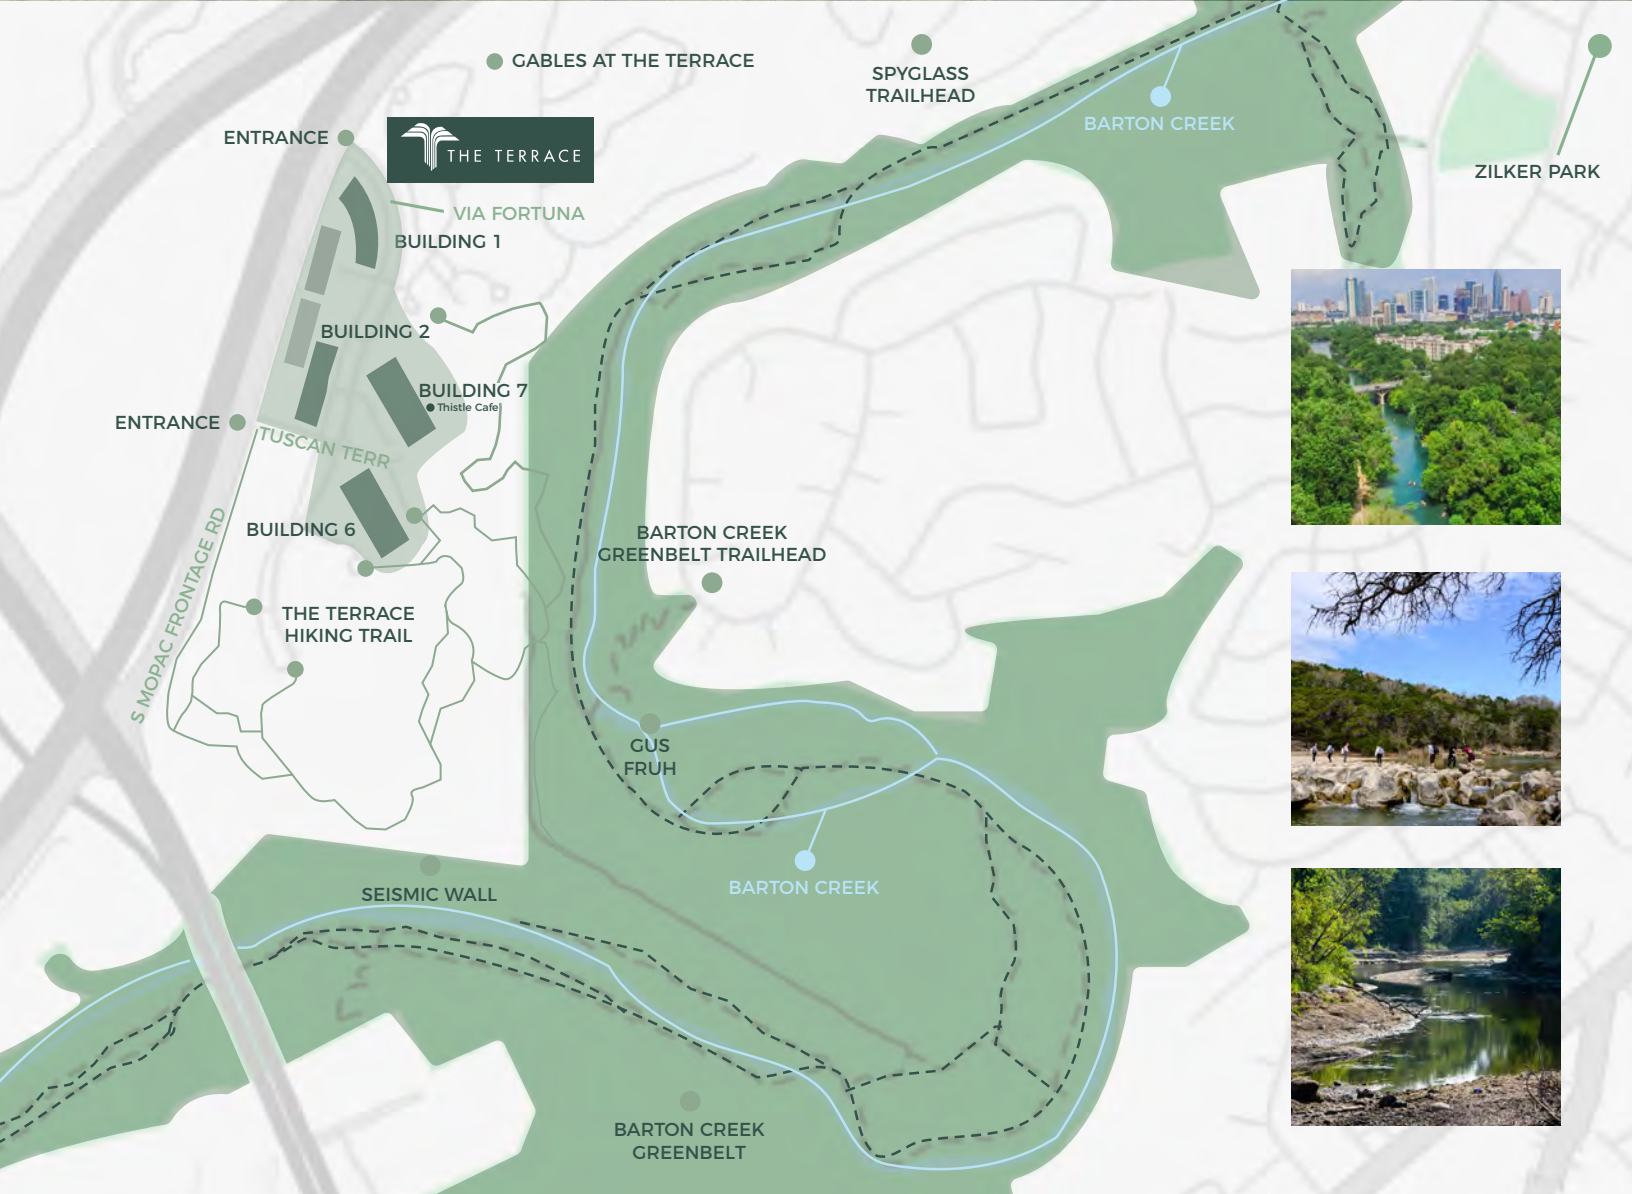 GABLES AT THE TERRACE
SPYGLASS
TRAILHEAD
BARTON CREEK
ZILKER PARK
ENTRANCE
THE TERRACE
VIA FORTUNA
BUILDING 1
BUILDING 2
BUILDING 7
Thistle Cafe
ENTRANCE
TUSCAN TERR
S MOPAC FRONTAGE RD
BUILDING 6
BARTON CREEK
GREENBELT TRAILHEAD
THE TERRACE
HIKING TRAIL
GUS
FRUH
BARTON CREEK
SEISMIC WALL
BARTON CREEK
GREENBELT